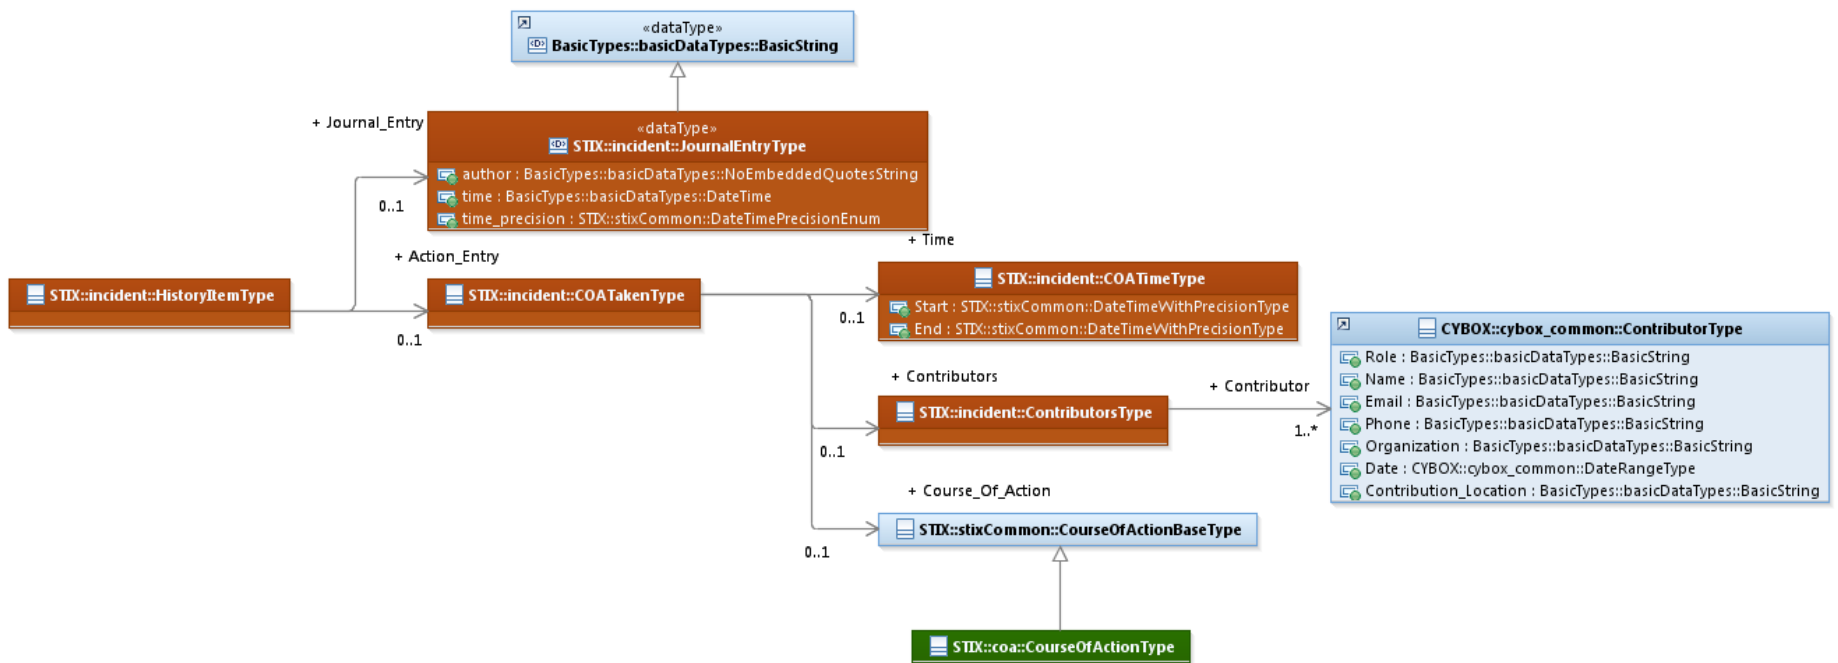 «dataType»
BasicTypes::basicDataTypes::BasicString
+ Journal_Entry
«dataType»
STIX::incident::JournalEntryType
author : BasicTypes::basicDataTypes::NoEmbeddedQuotesString
time : BasicTypes::basicDataTypes::DateTime
time_precision : STIX::stixCommon::DateTimePrecisionEnum
0..1
+ Action_Entry
+ Time
STIX::incident::HistoryItemType
STIX::incident::COATakenType
0..1
STIX::incident::COATimeType
Start : STIX::stixCommon::DateTimeWithPrecisionType
End : STIX::stixCommon::DateTimeWithPrecisionType
0..1
+ Contributors
STIX::incident::ContributorsType
0..1
+ Contributor
1..*
CYBOX::cybox_common::ContributorType
Role : BasicTypes::basicDataTypes::BasicString
Name : BasicTypes::basicDataTypes::BasicString
Email : BasicTypes::basicDataTypes::BasicString
Phone : BasicTypes::basicDataTypes::BasicString
Organization : BasicTypes::basicDataTypes::BasicString
Date : CYBOX::cybox_common::DateRangeType
Contribution_Location : BasicTypes::basicDataTypes::BasicString
+ Course_Of_Action
STIX::stixCommon::CourseOfActionBaseType
0..1
STIX::coa::CourseOfActionType